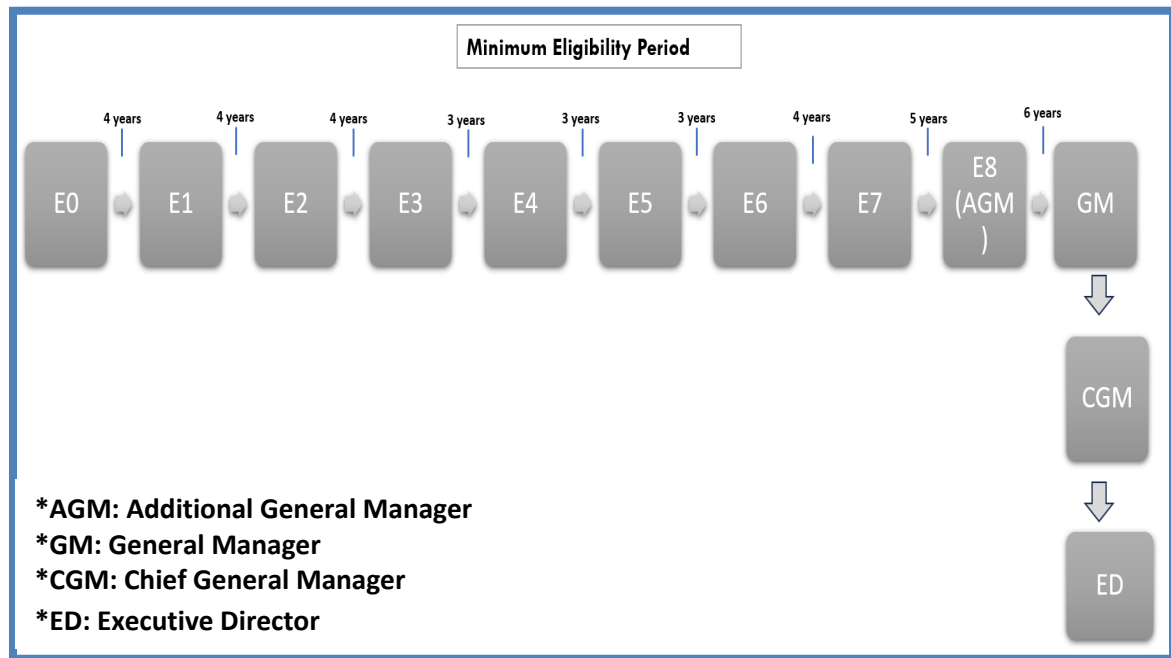 Minimum Eligibility Period
4 years
4 years
4 years
3 years
3 years
3 years
4 years
5 years
6 years
E0
E1
E2
E3
E4
E5
E6
E7
E8
(AGM
)
GM
CGM
ED
*AGM: Additional General Manager
*GM: General Manager
*CGM: Chief General Manager
*ED: Executive Director